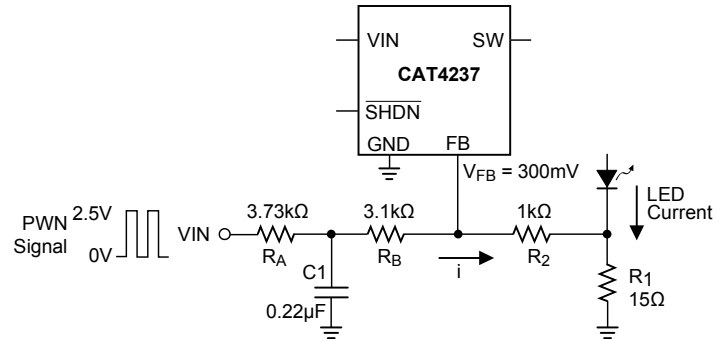 VIN SW
CAT4237
SHDN
GND FB
VFB = 300mV
LED
Current
PWN
Signal
2.5V
0V
VIN
3.73kΩ
RA
3.1kΩ
RB
1kΩ
R2
i
C1
0.22µF
R1
15Ω